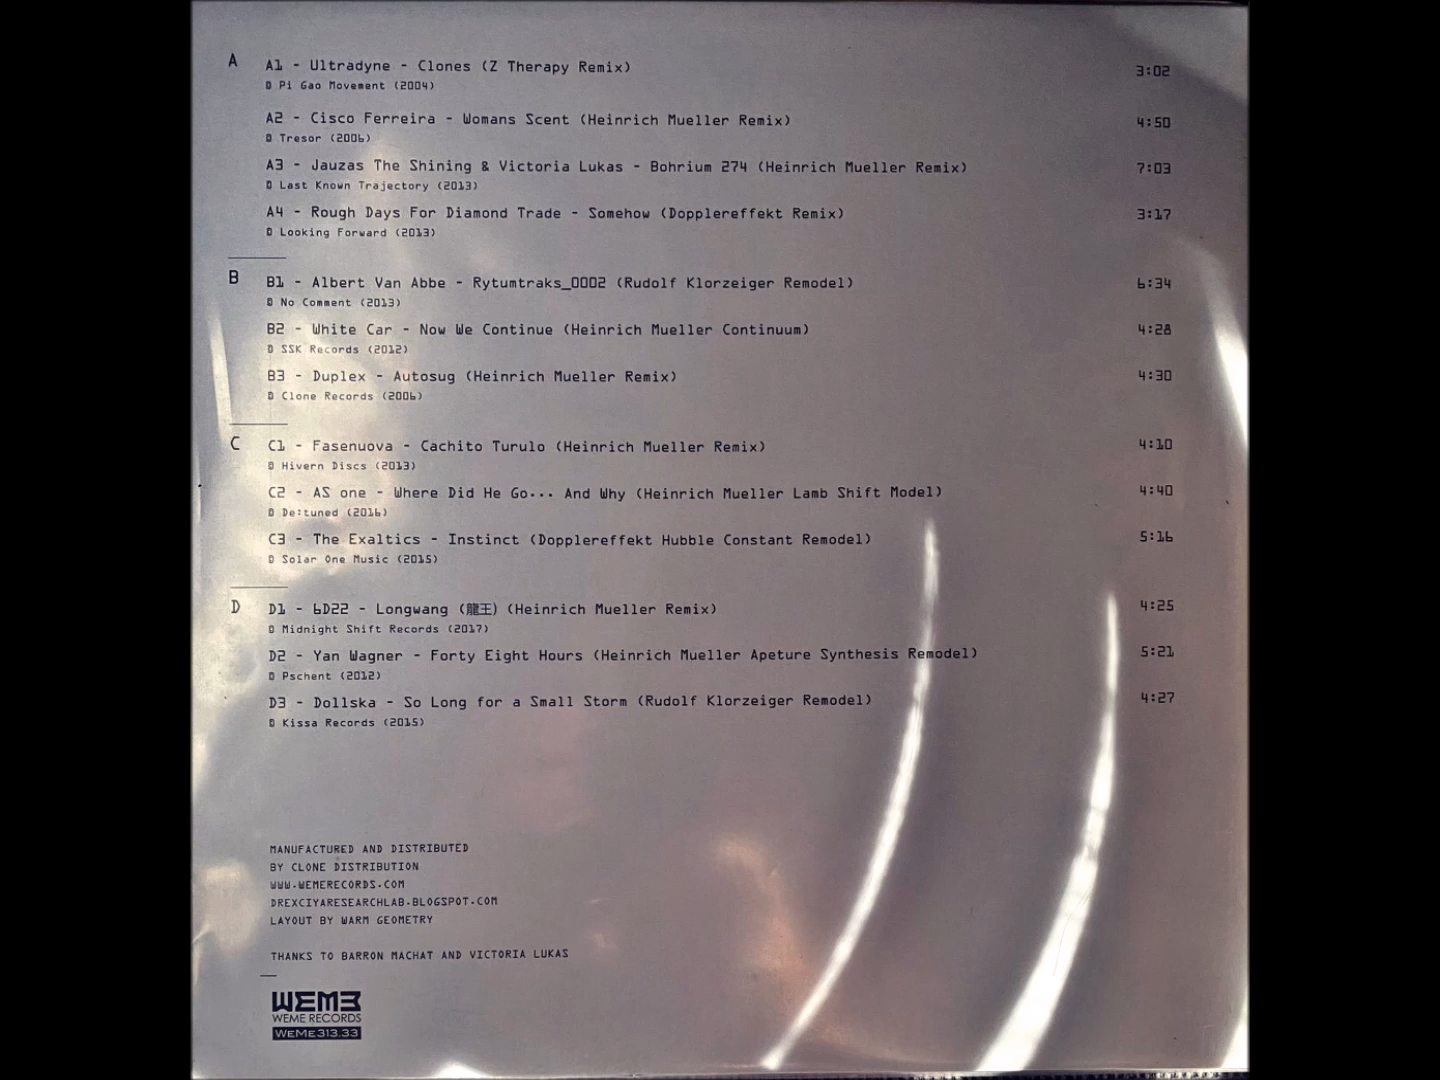 A
A1 - Ultradyne - Clones (Z Therapy Remix) 3:02
Pi Gao Movement (2004)
A2 - Cisco Ferreira - Womans Scent (Heinrich Mueller Remix) 4:50
Tresor (2006)
A3 - Jauzas The Shining & Victoria Lukas - Bohrium 274 (Heinrich Mueller Remix) 7:03
Last Known Trajectory (2013)
A4 - Rough Days For Diamond Trade - Somehow (Dopplereffekt Remix) 3:17
Looking Forward (2013)
B
B1 - Albert Van Abbe - Rytumtraks_0002 (Rudolf Klorzeiger Remodel) 6:34
No Comment (2013)
B2 - White Car - Now We Continue (Heinrich Mueller Continuum) 4:28
SSK Records (2012)
B3 - Duplex - Autosug (Heinrich Mueller Remix) 4:30
Clone Records (2006)
C
C1 - Fasenuova - Cachito Turulo (Heinrich Mueller Remix) 4:10
Hivern Discs (2013)
C2 - AS one - Where Did He Go... And Why (Heinrich Mueller Lamb Shift Model) 4:40
De:tuned (2016)
C3 - The Exaltics - Instinct (Dopplereffekt Hubble Constant Remodel) 5:16
Solar One Music (2015)
D
D1 - 6D22 - Longwang (龍王) (Heinrich Mueller Remix) 4:25
Midnight Shift Records (2017)
D2 - Yan Wagner - Forty Eight Hours (Heinrich Mueller Apeture Synthesis Remodel) 5:21
Pschent (2012)
D3 - Dollska - So Long for a Small Storm (Rudolf Klorzeiger Remodel) 4:27
Kissa Records (2015)
MANUFACTURED AND DISTRIBUTED
BY CLONE DISTRIBUTION
WWW.WEMERECORDS.COM
DREXCIYARESEARCHLAB.BLOGSPOT.COM
LAYOUT BY WARM GEOMETRY
THANKS TO BARRON MACHAT AND VICTORIA LUKAS
WEME
WEME RECORDS
WeMe313.33